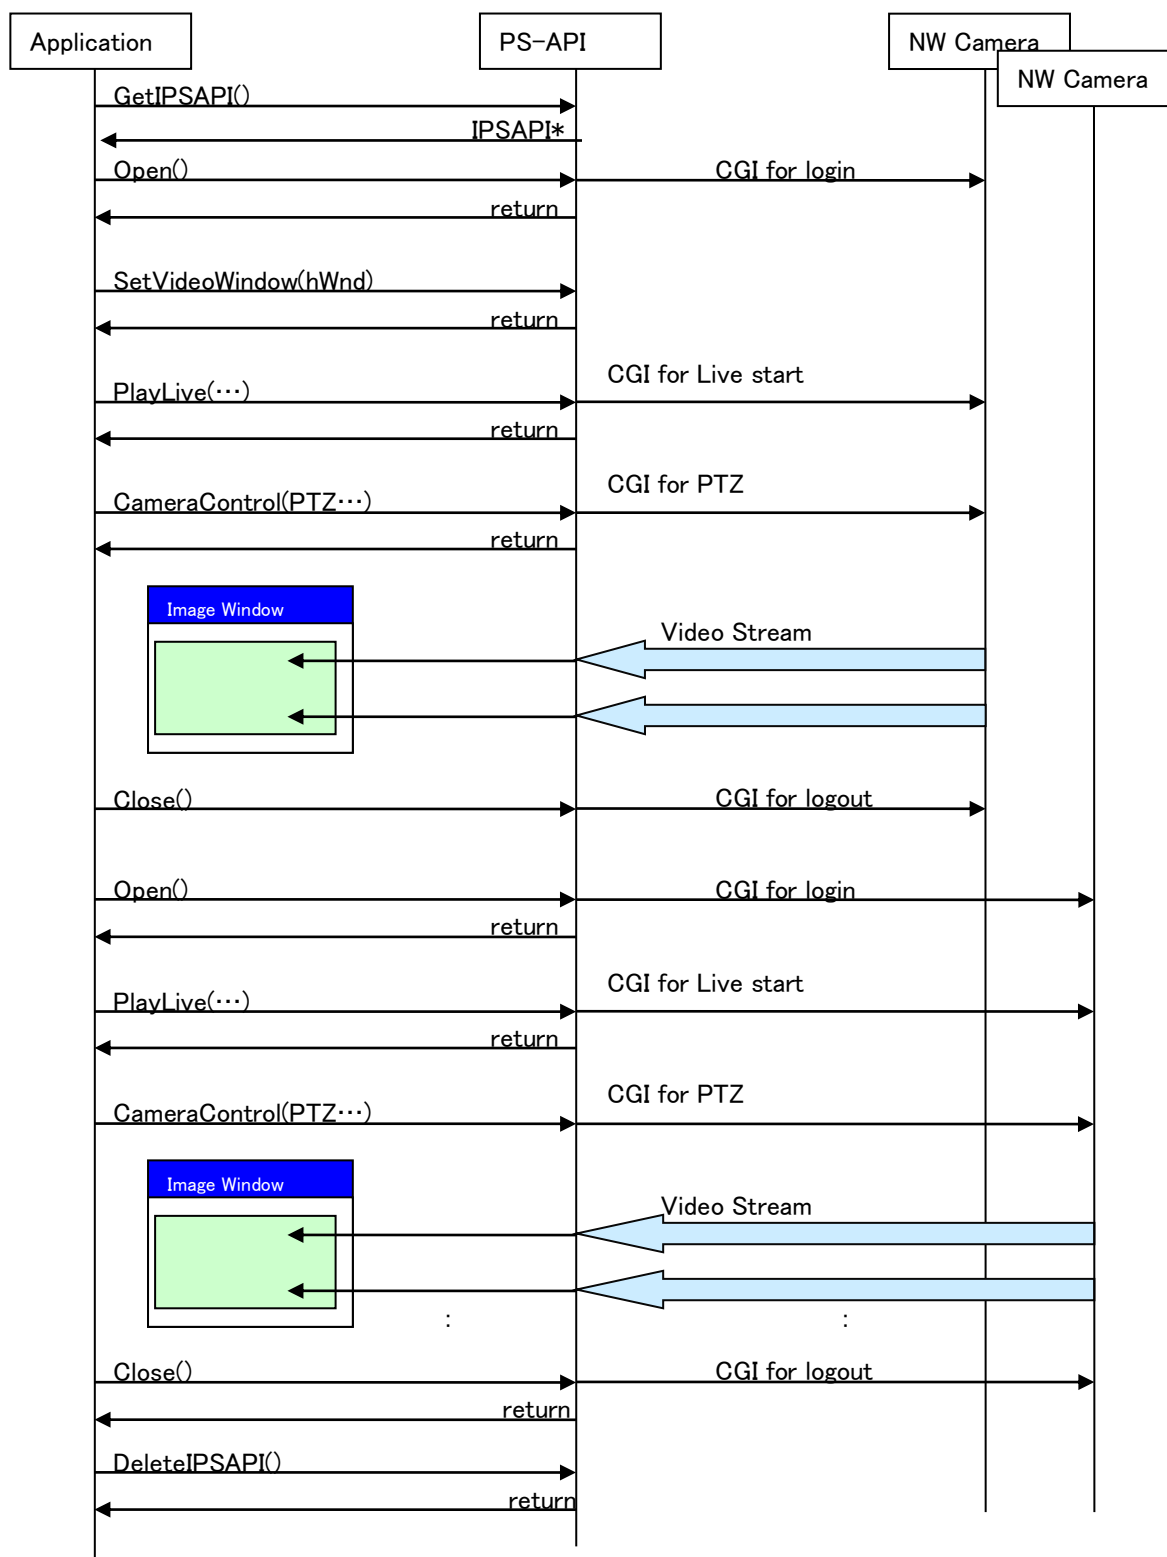 Application
PS-API
NW Camera
NW Camera
GetIPSAPI()
IPSAPI*
Open()
CGI for login
return
SetVideoWindow(hWnd)
return
CGI for Live start
PlayLive(…)
return
CGI for PTZ
CameraControl(PTZ…)
return
Image Window
Video Stream
Close()
CGI for logout
Open()
CGI for login
return
CGI for Live start
PlayLive(…)
return
CGI for PTZ
CameraControl(PTZ…)
Image Window
Video Stream
:
:
Close()
CGI for logout
return
DeleteIPSAPI()
return